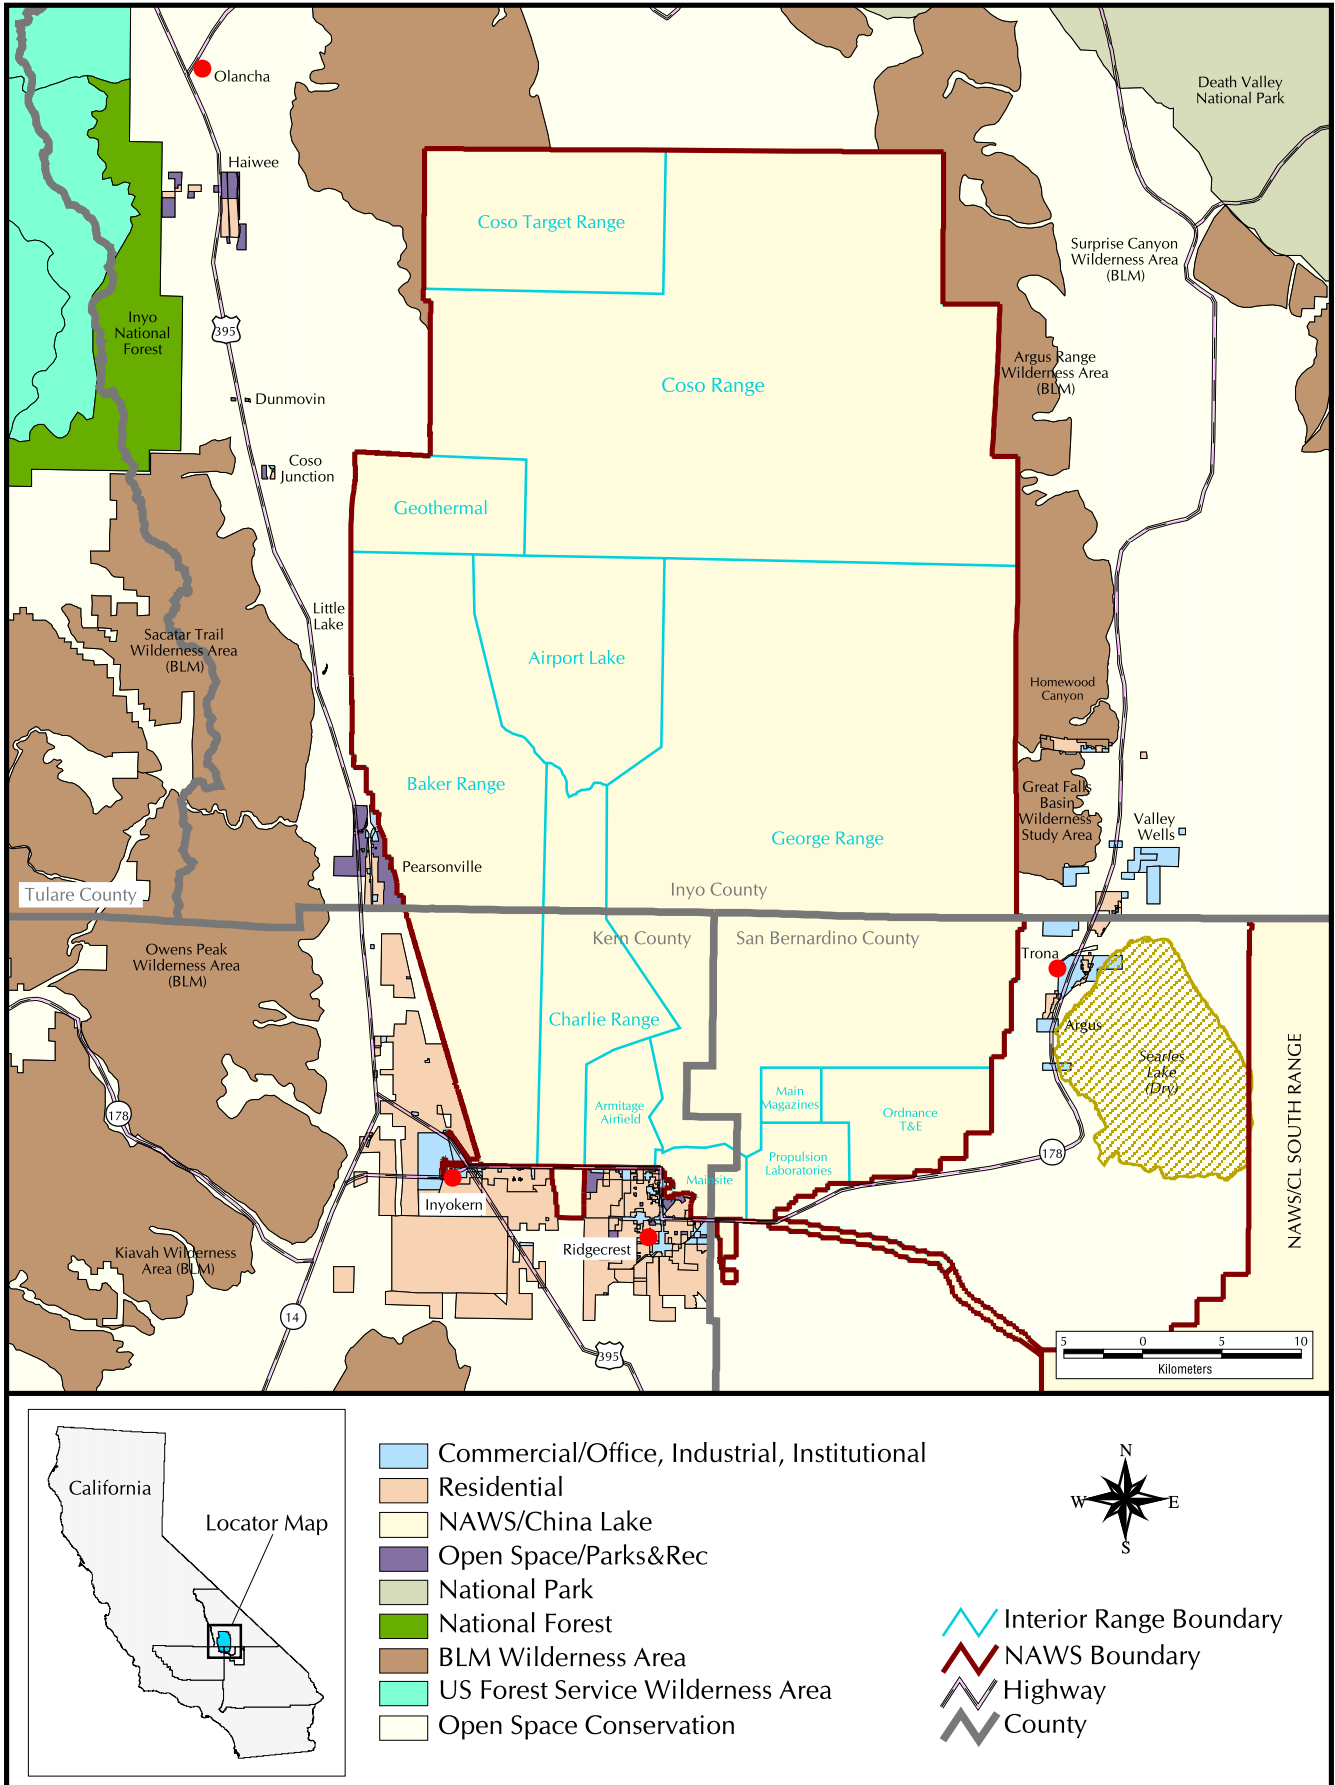 Olancha
Death Valley
National Park
Haiwee
Coso Target Range
Surprise Canyon
Wilderness Area
(BLM)
Inyo
National
Forest
395
Argus Range
Wilderness Area
(BLM)
Coso Range
Dunmovin
Coso
Junction
Geothermal
Little
Lake
Sacatar Trail
Wilderness Area
(BLM)
Airport Lake
Homewood
Canyon
Baker Range
Great Falls
Basin
Wilderness
Study Area
Valley
Wells
George Range
Pearsonville
Tulare County
Inyo County
Kern County
San Bernardino County
Owens Peak
Wilderness Area
(BLM)
Trona
Charlie Range
Argus
Searles
Lake
(Dry)
NAWS/CL SOUTH RANGE
Main
Magazines
Armitage
Airfield
Ordnance
T&E
178
178
Propulsion
Laboratories
Mainsite
Inyokern
Ridgecrest
Kiavah Wilderness
Area (BLM)
14
395
5 0 5 10
Kilometers
California
Locator Map
Commercial/Office, Industrial, Institutional
Residential
NAWS/China Lake
Open Space/Parks&Rec
National Park
National Forest
BLM Wilderness Area
US Forest Service Wilderness Area
Open Space Conservation
N
W E
S
Interior Range Boundary
NAWS Boundary
Highway
County